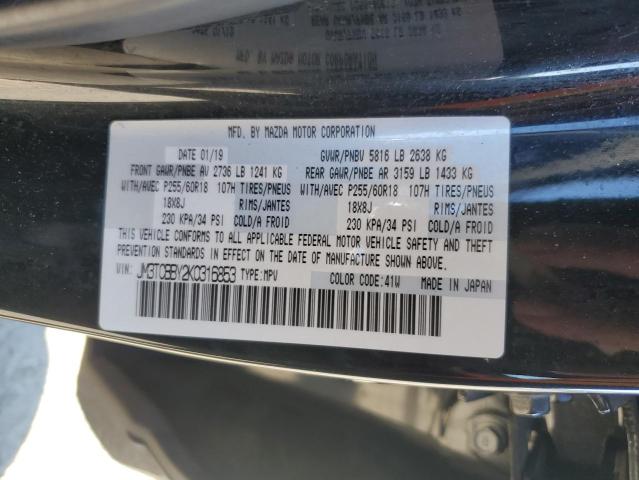 MFD. BY MAZDA MOTOR CORPORATION
DATE 01/19 GVWR/PNBV 5816 LB 2638 KG
FRONT GAWR/PNBE AV 2736 LB 1241 KG REAR GAWR/PNBE AR 3159 LB 1433 KG
WITH/AVEC P255/60R18 107H TIRES/PNEUS WITH/AVEC P255/60R18 107H TIRES/PNEUS
18X8J RIMS/JANTES 18X8J RIMS/JANTES
230 KPA/34 PSI COLD/A FROID 230 KPA/34 PSI COLD/A FROID
THIS VEHICLE CONFORMS TO ALL APPLICABLE FEDERAL MOTOR VEHICLE SAFETY AND THEFT
PREVENTION STANDARDS IN EFFECT ON THE DATE OF MANUFACTURE SHOWN ABOVE.
VIN: JM3TCBBY2K0316853 TYPE:MPV COLOR CODE:41W MADE IN JAPAN